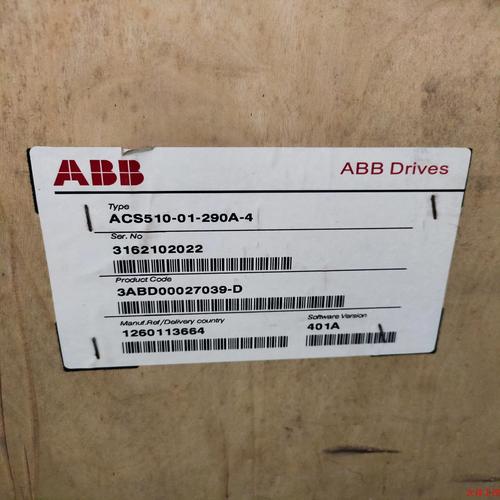 ABB
ABB Drives
Type
ACS510-01-290A-4
Ser. No
3162102022
Product Code
3ABD00027039-D
Manuf.Ref/Delivery country
1260113664
Software Version
401A